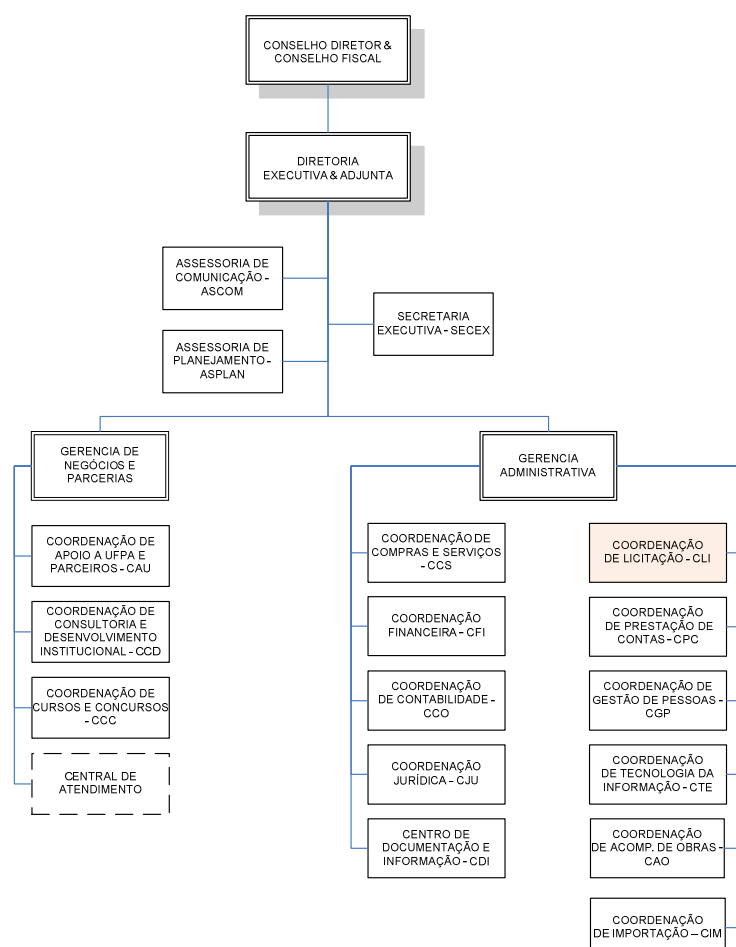 CONSELHO DIRETOR &
CONSELHO FISCAL
DIRETORIA
EXECUTIVA & ADJUNTA
ASSESSORIA DE
COMUNICAÇÃO -
ASCOM
SECRETARIA
EXECUTIVA - SECEX
ASSESSORIA DE
PLANEJAMENTO -
ASPLAN
GERENCIA DE
NEGÓCIOS E
PARCERIAS
GERENCIA
ADMINISTRATIVA
COORDENAÇÃO DE
APOIO A UFPA E
PARCEIROS - CAU
COORDENAÇÃO DE
CONSULTORIA E
DESENVOLVIMENTO
INSTITUCIONAL - CCD
COORDENAÇÃO DE
CURSOS E CONCURSOS
- CCC
CENTRAL DE
ATENDIMENTO
COORDENAÇÃO DE
COMPRAS E SERVIÇOS
- CCS
COORDENAÇÃO
FINANCEIRA - CFI
COORDENAÇÃO
DE CONTABILIDADE -
CCO
COORDENAÇÃO
JURÍDICA - CJU
CENTRO DE
DOCUMENTAÇÃO E
INFORMAÇÃO - CDI
COORDENAÇÃO
DE LICITAÇÃO - CLI
COORDENAÇÃO
DE PRESTAÇÃO DE
CONTAS - CPC
COORDENAÇÃO DE
GESTÃO DE PESSOAS -
CGP
COORDENAÇÃO
DE TECNOLOGIA DA
INFORMAÇÃO - CTE
COORDENAÇÃO
DE ACOMP. DE OBRAS -
CAO
COORDENAÇÃO
DE IMPORTAÇÃO – CIM